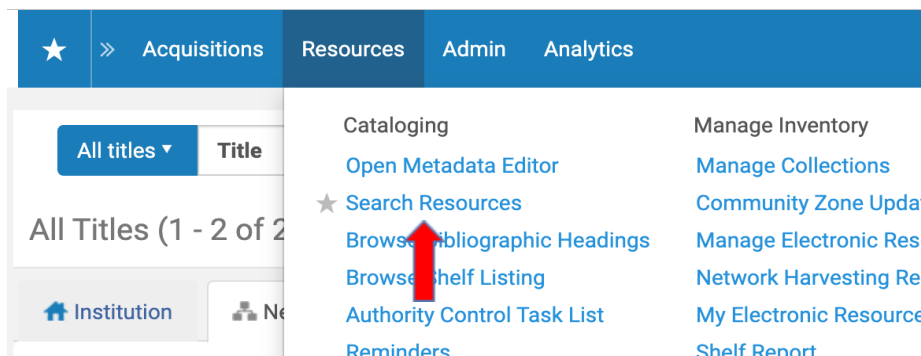 Acquisitions Resources Admin Analytics
All titles Title
All Titles (1 - 2 of 2
Institution
Cataloging
Open Metadata Editor
Search Resources
Browse Bibliographic Headings
Browse Shelf Listing
Authority Control Task List
Reminders
Manage Inventory
Manage Collections
Community Zone Upda
Manage Electronic Res
Network Harvesting Re
My Electronic Resource
Shelf Report